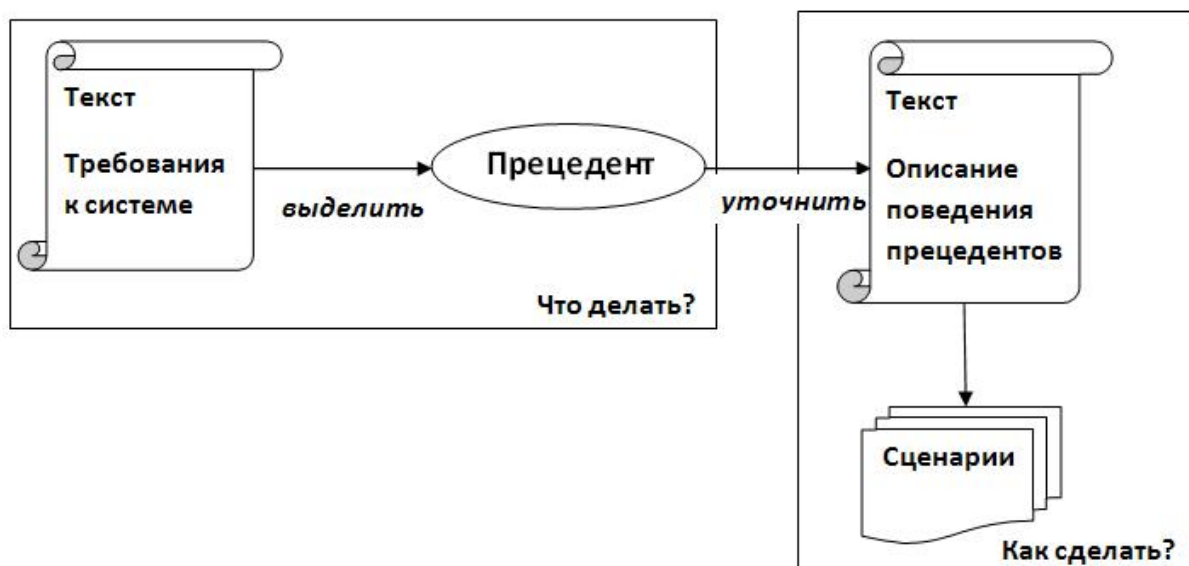 Текст
Требования
к системе
выделить
Прецедент
Что делать?
уточнить
Текст
Описание
поведения
прецедентов
Сценарии
Как сделать?